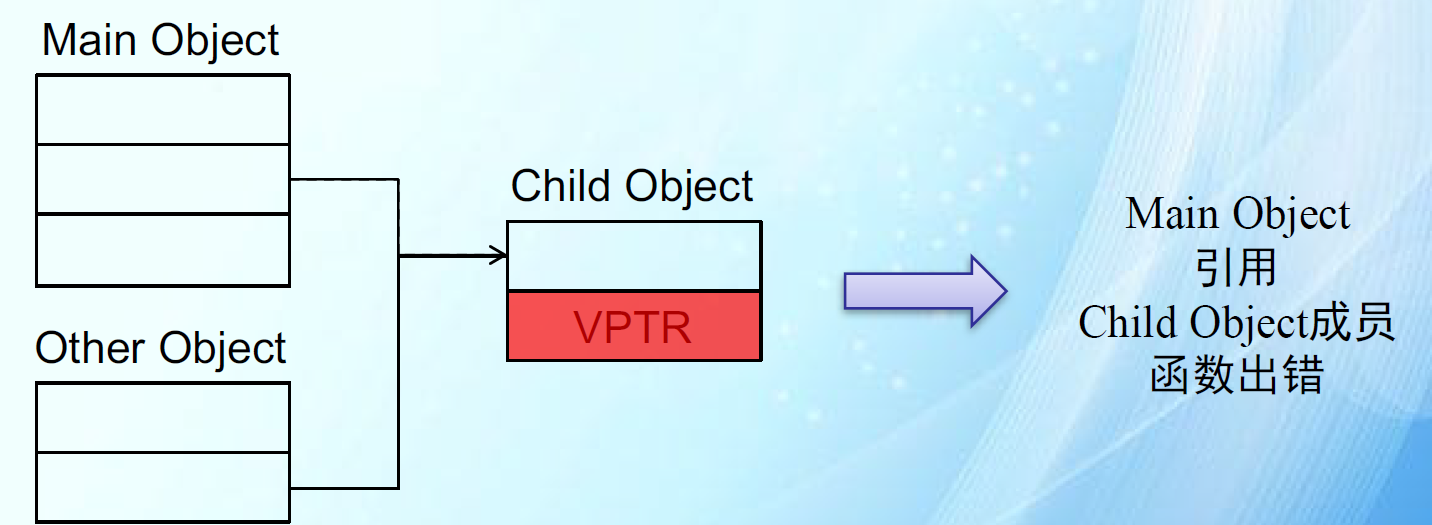 Main Object
Child Object
VPTR
Other Object
Main Object
引用
Child Object成员
函数出错